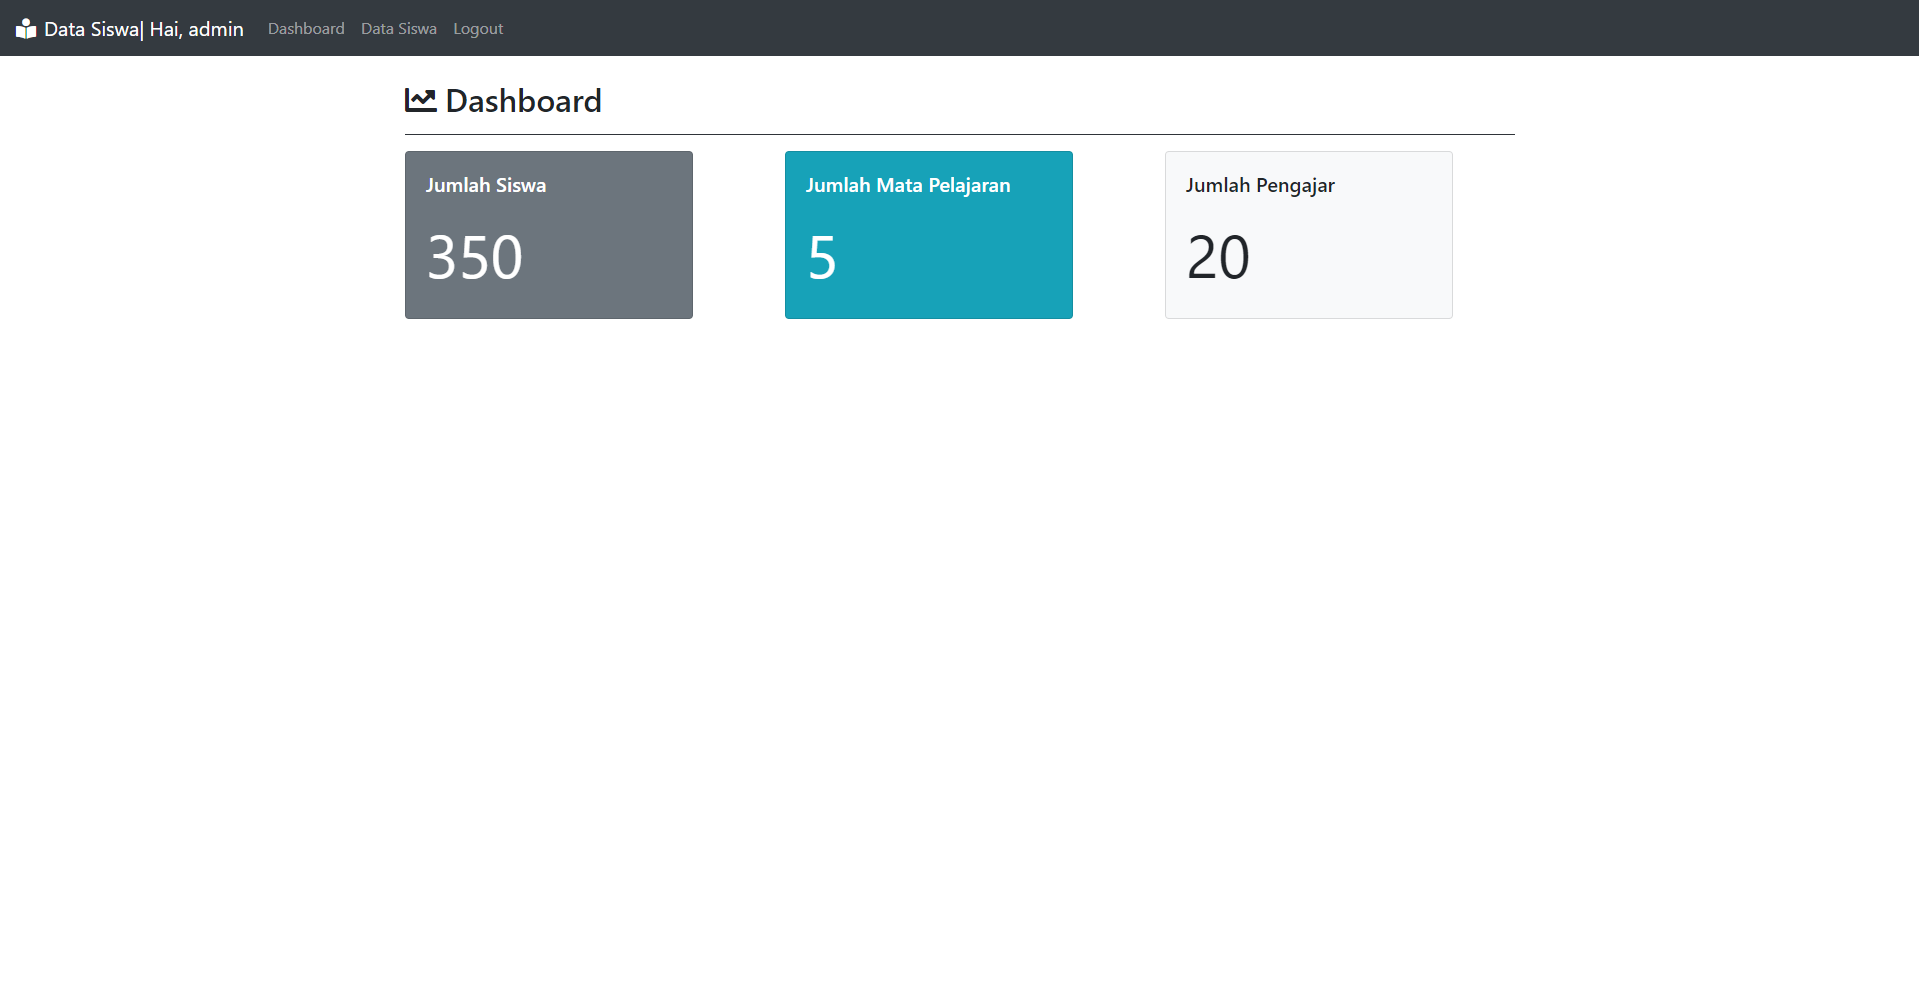 Data Siswa| Hai, admin Dashboard Data Siswa Logout
Dashboard
Jumlah Siswa
350
Jumlah Mata Pelajaran
5
Jumlah Pengajar
20